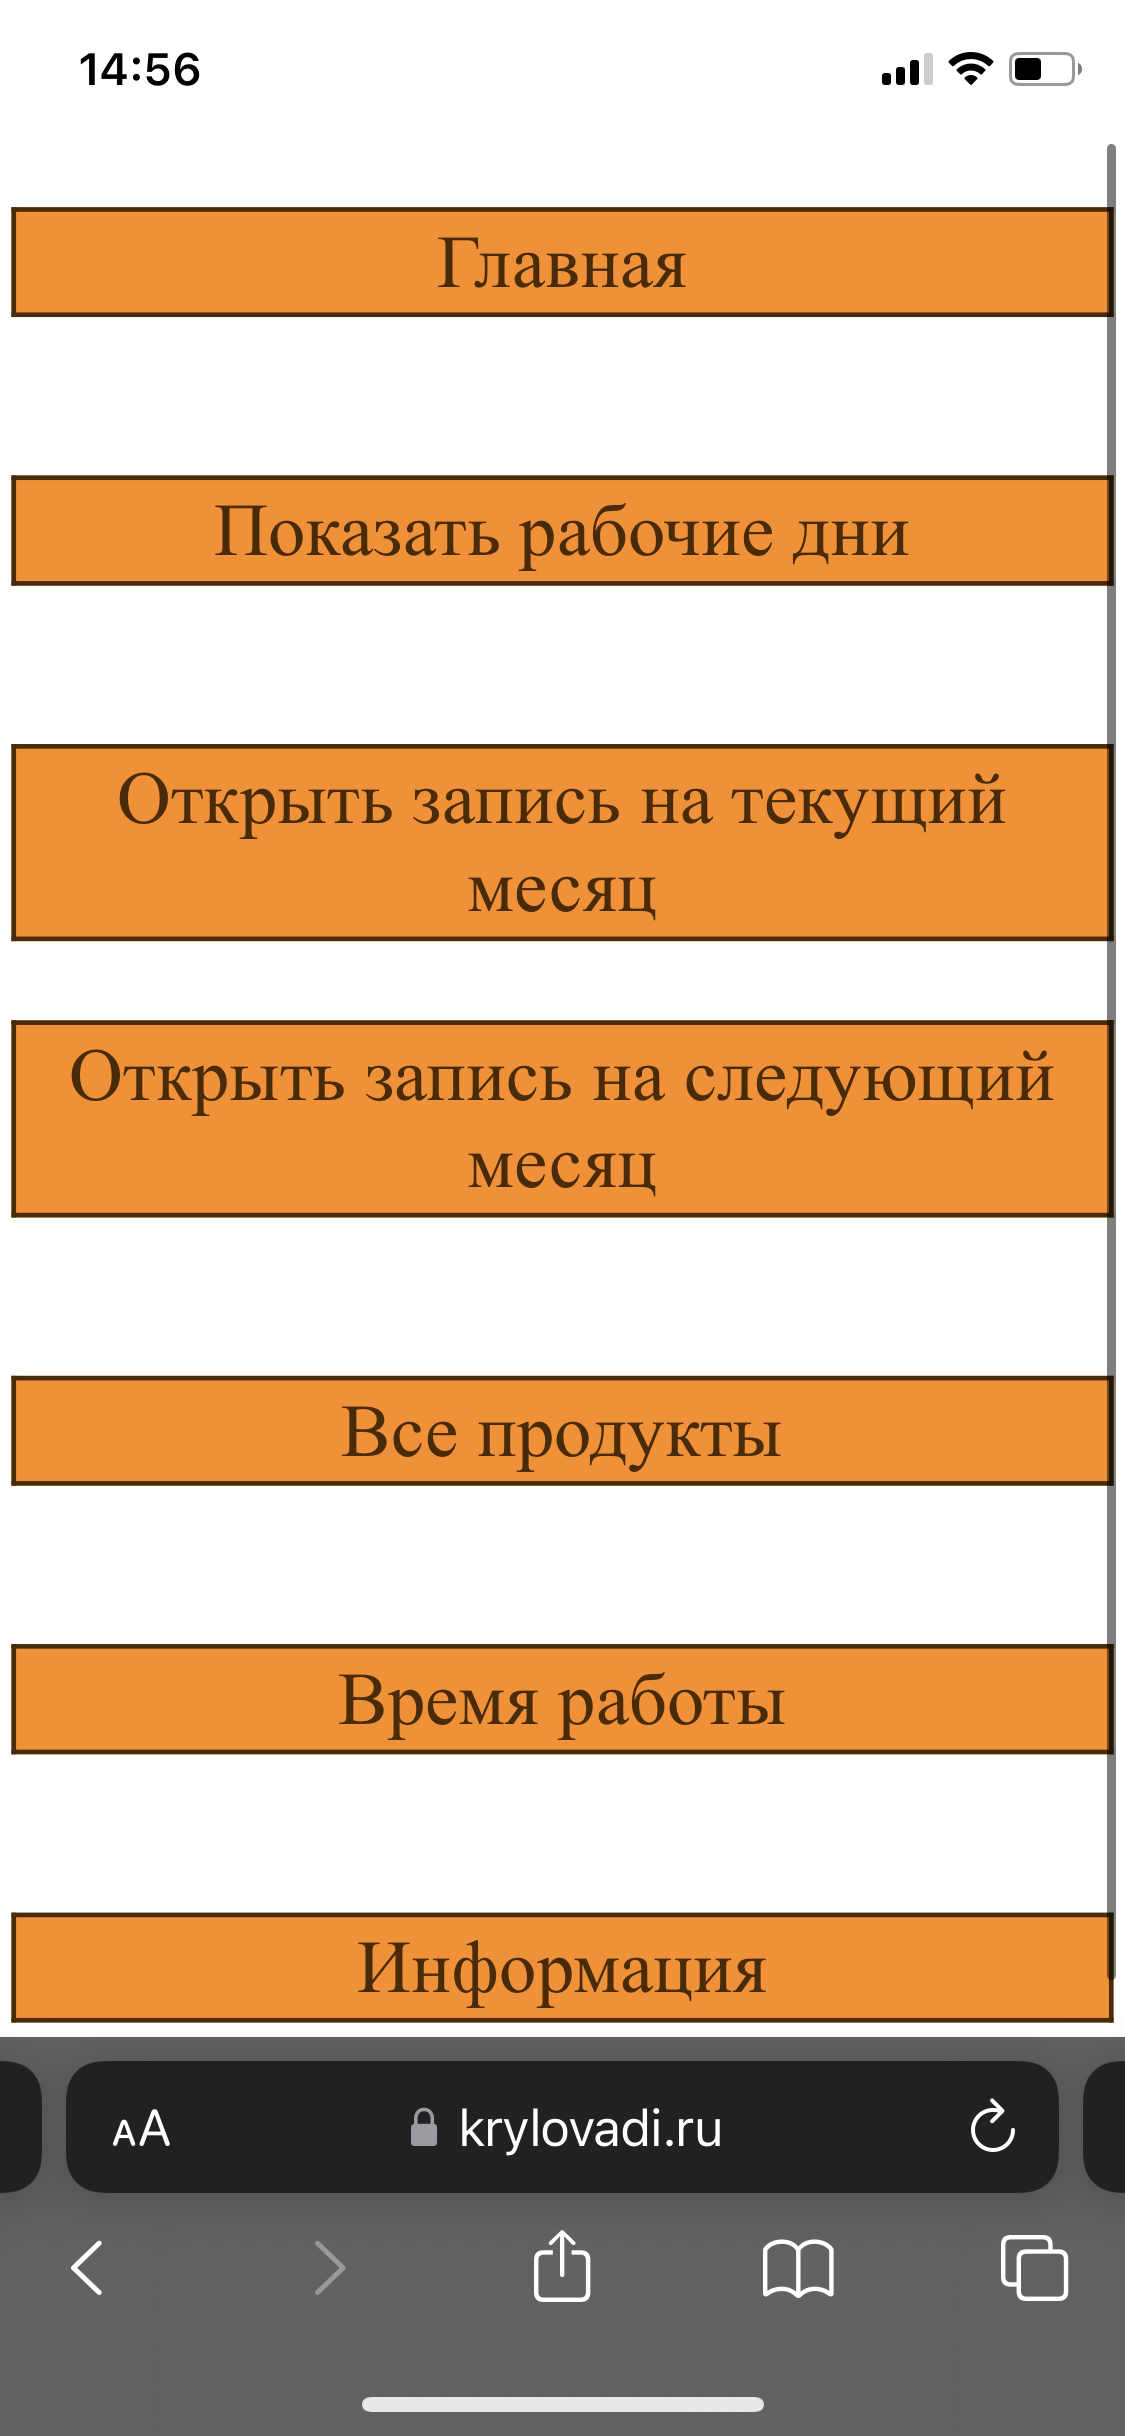 14:56
Главная
Показать рабочие дни
Открыть запись на текущий
месяц
Открыть запись на следующий
месяц
Все продукты
Время работы
Информация
AA krylovadi.ru